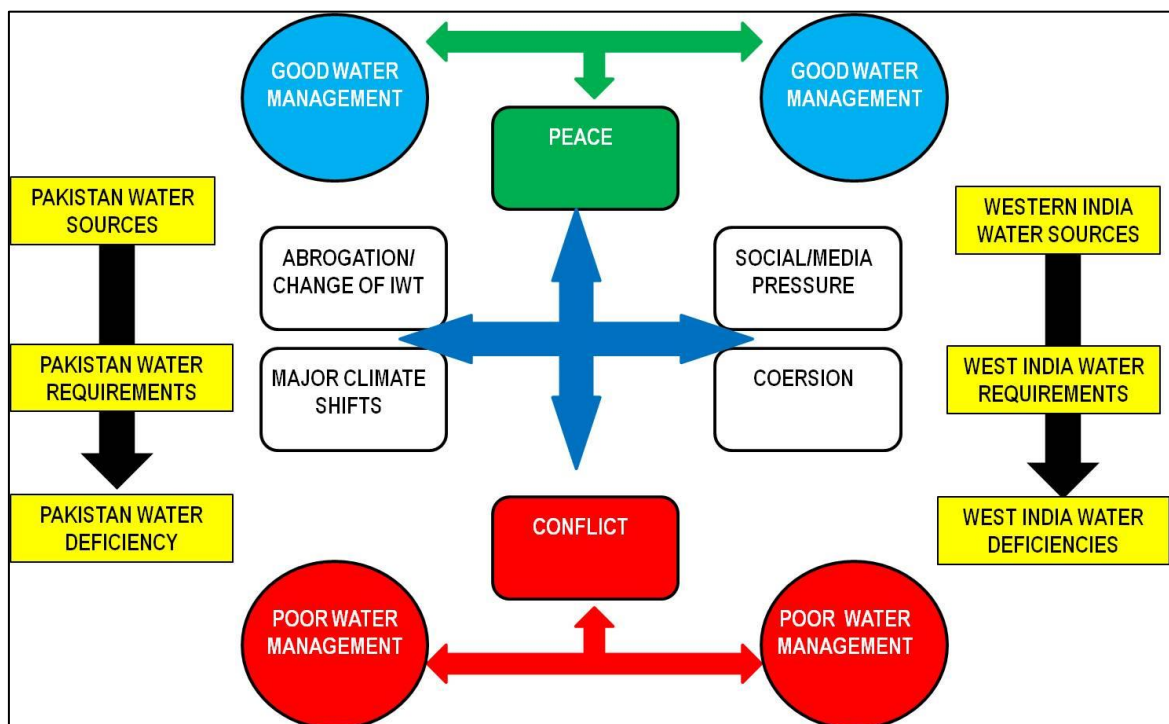 GOOD WATER
MANAGEMENT
GOOD WATER
MANAGEMENT
PEACE
PAKISTAN WATER
SOURCES
WESTERN INDIA
WATER SOURCES
ABROGATION/
CHANGE OF IWT
SOCIAL/MEDIA
PRESSURE
PAKISTAN WATER
REQUIREMENTS
MAJOR CLIMATE
SHIFTS
COERSION
WEST INDIA WATER
REQUIREMENTS
PAKISTAN WATER
DEFICIENCY
CONFLICT
WEST INDIA WATER
DEFICIENCIES
POOR WATER
MANAGEMENT
POOR WATER
MANAGEMENT